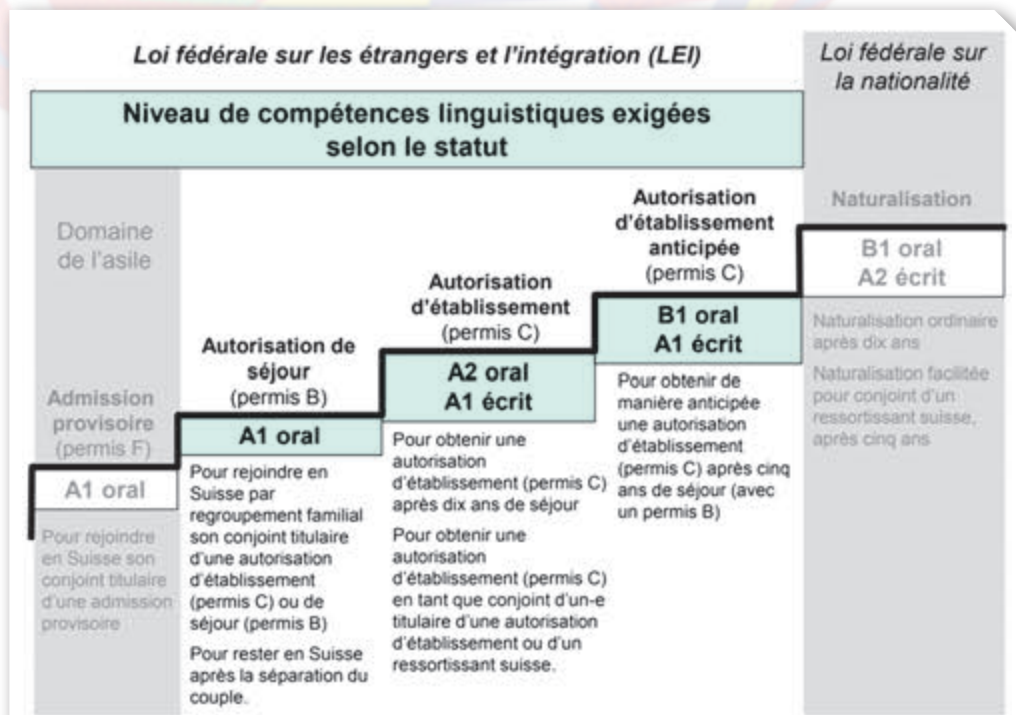 Loi fédérale sur les étrangers et l'intégration (LEI)
Loi fédérale sur
la nationalité
Niveau de compétences linguistiques exigées
selon le statut
Domaine
de l'asile
Admission
provisoire
(permis F)
A1 oral
Pour rejoindre
en Suisse son
conjoint titulaire
d'une admission
provisoire
Autorisation de
séjour
(permis B)
A1 oral
Pour rejoindre en
Suisse par
regroupement familial
son conjoint titulaire
d'une autorisation
d'établissement
(permis C) ou de
séjour (permis B)
Pour rester en Suisse
après la séparation du
couple.
Autorisation
d'établissement
(permis C)
A2 oral
A1 écrit
Pour obtenir une
autorisation
d'établissement (permis C)
après dix ans de séjour
Pour obtenir une
autorisation
d'établissement (permis C)
en tant que conjoint d'un-e
titulaire d'une autorisation
d'établissement ou d'un
ressortissant suisse.
Autorisation
d'établissement
anticipée
(permis C)
B1 oral
A1 écrit
Pour obtenir de
manière anticipée
une autorisation
d'établissement
(permis C) après cinq
ans de séjour (avec
un permis B)
Naturalisation
B1 oral
A2 écrit
Naturalisation ordinaire
après dix ans
Naturalisation facilitée
pour conjoint d'un
ressortissant suisse,
après cinq ans